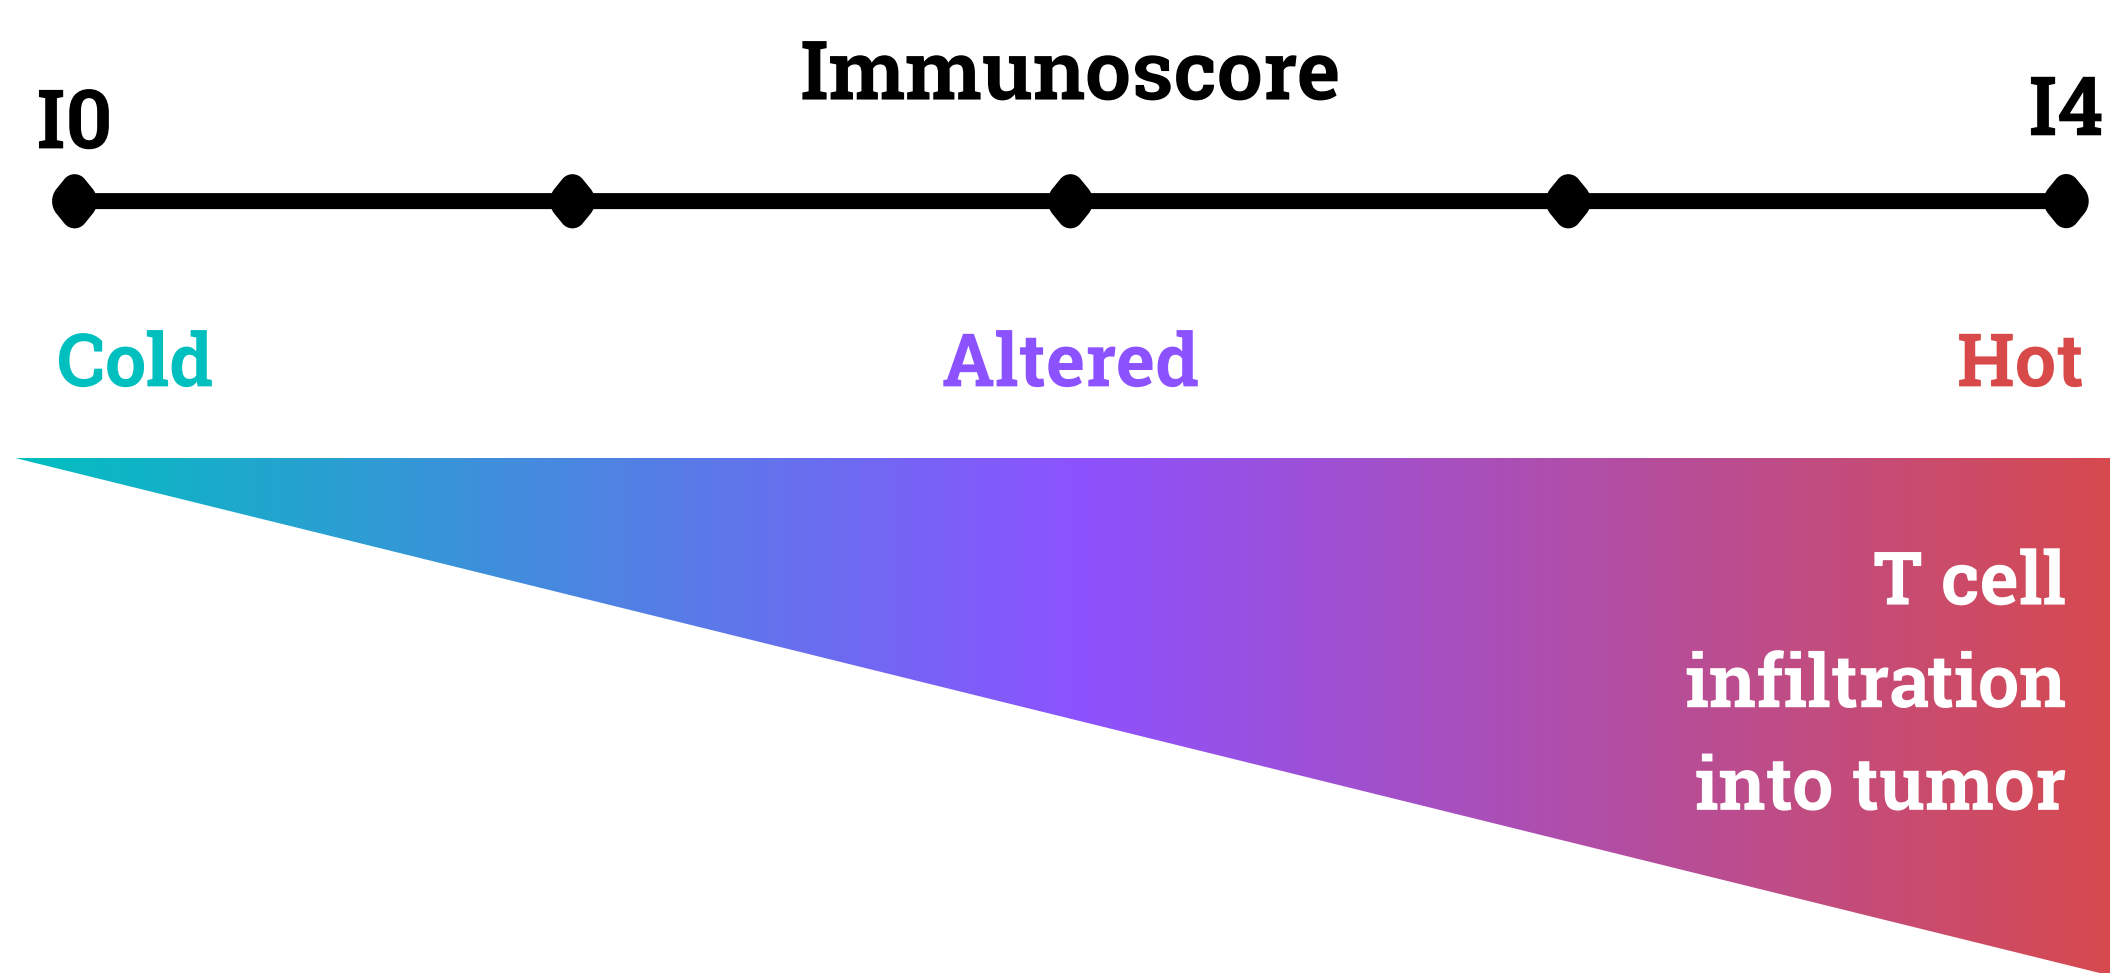 Immunoscore
I0
I4
Cold
Altered
Hot
T cell
infiltration
into tumor